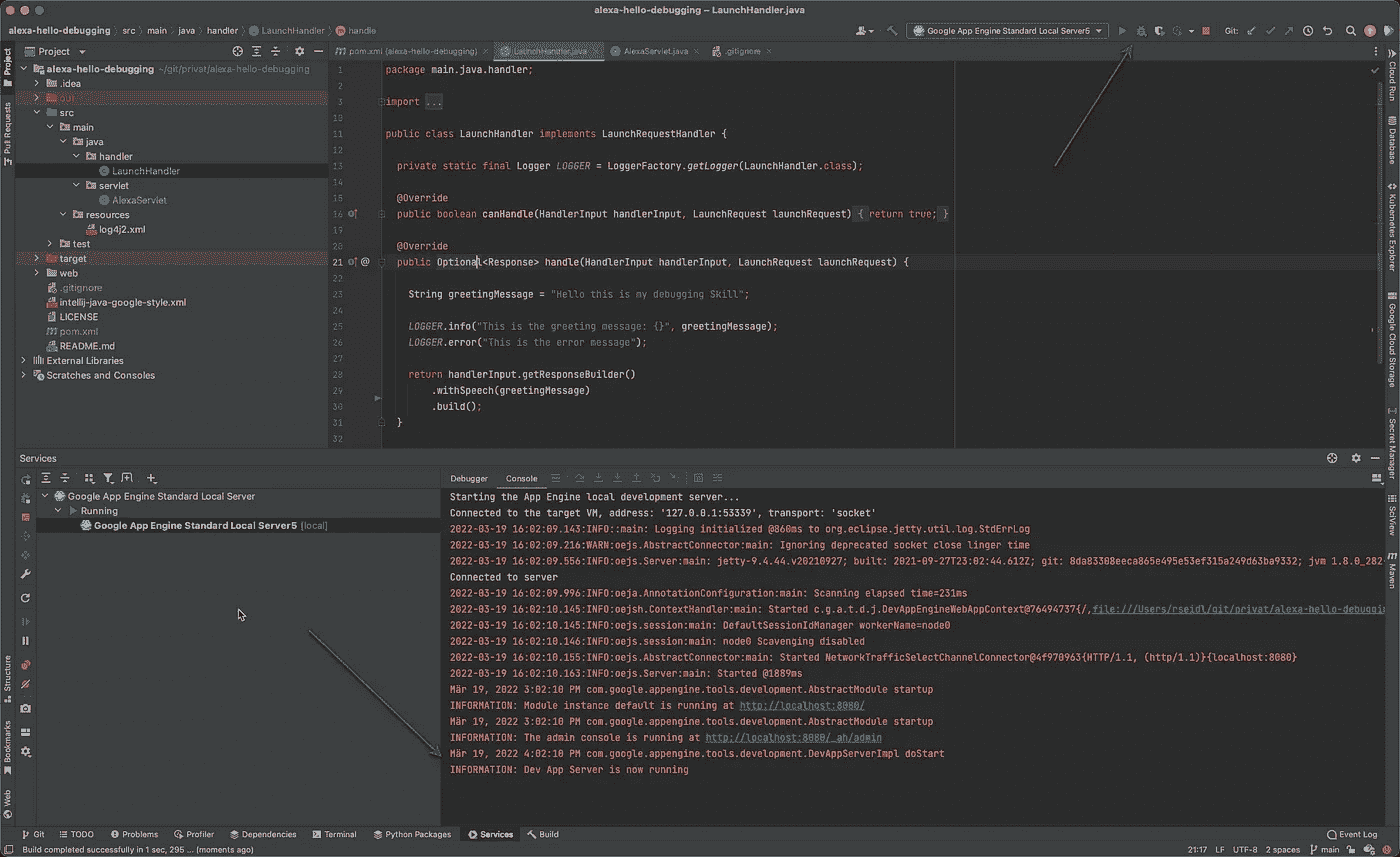 alexa-hello-debugging – LaunchHandler.java
alexa-hello-debugging › src › main › java › handler › LaunchHandler › handle
Google App Engine Standard Local Server5
Git:
Project
pom.xml (alexa-hello-debugging)
LaunchHandler.java
AlexaServlet.java
.gitignore
alexa-hello-debugging ~/git/privat/alexa-hello-debugging
.idea
out
src
main
java
handler
LaunchHandler
servlet
AlexaServlet
resources
log4j2.xml
test
target
web
.gitignore
intellij-java-google-style.xml
LICENSE
pom.xml
README.md
External Libraries
Scratches and Consoles
1 package main.java.handler;
2
3 import ...
10
11 public class LaunchHandler implements LaunchRequestHandler {
12
13 private static final Logger LOGGER = LoggerFactory.getLogger(LaunchHandler.class);
14
15 @Override
16 public boolean canHandle(HandlerInput handlerInput, LaunchRequest launchRequest) { return true; }
19
20 @Override
21 @ public Optional<Response> handle(HandlerInput handlerInput, LaunchRequest launchRequest) {
22
23 String greetingMessage = "Hello this is my debugging Skill";
24
25 LOGGER.info("This is the greeting message: {}", greetingMessage);
26 LOGGER.error("This is the error message");
27
28 return handlerInput.getResponseBuilder()
29 .withSpeech(greetingMessage)
30 .build();
31 }
32
Project
Pull Requests
Structure
Bookmarks
Web
Cloud Run
Database
Kubernetes Explorer
Google Cloud Storage
Secret Manager
SciView
Maven
Services
Google App Engine Standard Local Server
Running
Google App Engine Standard Local Server5 [local]
Debugger
Console
Starting the App Engine local development server...
Connected to the target VM, address: '127.0.0.1:53339', transport: 'socket'
2022-03-19 16:02:09.143:INFO::main: Logging initialized @860ms to org.eclipse.jetty.util.log.StdErrLog
2022-03-19 16:02:09.216:WARN:oejs.AbstractConnector:main: Ignoring deprecated socket close linger time
2022-03-19 16:02:09.556:INFO:oejs.Server:main: jetty-9.4.44.v20210927; built: 2021-09-27T23:02:44.612Z; git: 8da83308eeca865e495e53ef315a249d63ba9332; jvm 1.8.0_282-
Connected to server
2022-03-19 16:02:09.996:INFO:oeja.AnnotationConfiguration:main: Scanning elapsed time=231ms
2022-03-19 16:02:10.145:INFO:oejsh.ContextHandler:main: Started c.g.a.t.d.j.DevAppEngineWebAppContext@76494737{/,file:///Users/rseidl/git/privat/alexa-hello-debuggin
2022-03-19 16:02:10.145:INFO:oejs.session:main: DefaultSessionIdManager workerName=node0
2022-03-19 16:02:10.146:INFO:oejs.session:main: node0 Scavenging disabled
2022-03-19 16:02:10.155:INFO:oejs.AbstractConnector:main: Started NetworkTrafficSelectChannelConnector@4f970963{HTTP/1.1, (http/1.1)}{localhost:8080}
2022-03-19 16:02:10.163:INFO:oejs.Server:main: Started @1889ms
Mär 19, 2022 3:02:10 PM com.google.appengine.tools.development.AbstractModule startup
INFORMATION: Module instance default is running at http://localhost:8080/
Mär 19, 2022 3:02:10 PM com.google.appengine.tools.development.AbstractModule startup
INFORMATION: The admin console is running at http://localhost:8080/_ah/admin
Mär 19, 2022 4:02:10 PM com.google.appengine.tools.development.DevAppServerImpl doStart
INFORMATION: Dev App Server is now running
Git
TODO
Problems
Profiler
Dependencies
Terminal
Python Packages
Services
Build
Event Log
Build completed successfully in 1 sec, 295 ... (moments ago)
21:17 LF UTF-8 2 spaces main